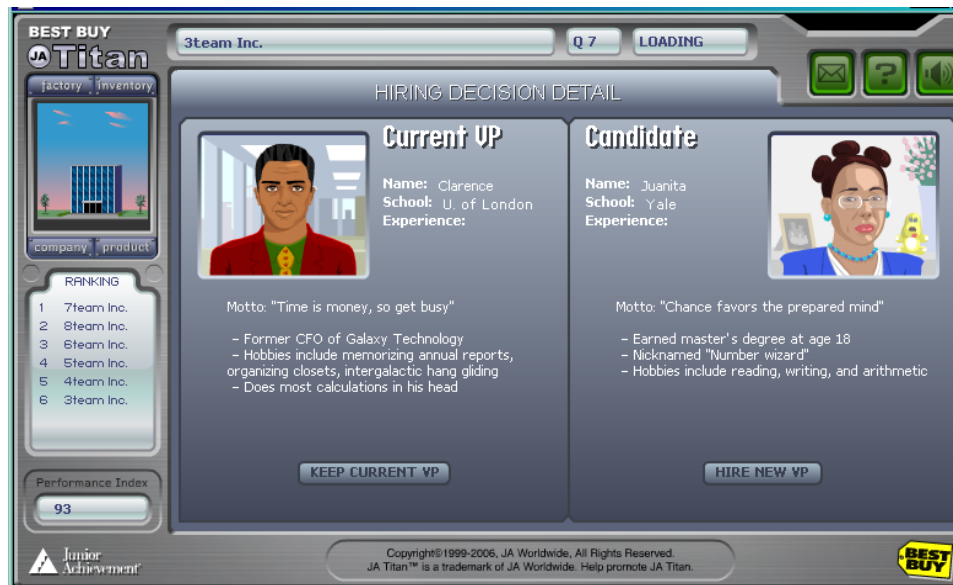 BEST BUY
JA Titan
3team Inc.
Q 7
LOADING
factory
inventory
company
product
HIRING DECISION DETAIL
Current VP
Name: Clarence
School: U. of London
Experience:
Motto: "Time is money, so get busy"
- Former CFO of Galaxy Technology
- Hobbies include memorizing annual reports,
organizing closets, intergalactic hang gliding
- Does most calculations in his head
KEEP CURRENT VP
Candidate
Name: Juanita
School: Yale
Experience:
Motto: "Chance favors the prepared mind"
- Earned master's degree at age 18
- Nicknamed "Number wizard"
- Hobbies include reading, writing, and arithmetic
HIRE NEW VP
RANKING
1 7team Inc.
2 8team Inc.
3 6team Inc.
4 5team Inc.
5 4team Inc.
6 3team Inc.
Performance Index
93
Junior
Achievement®
Copyright©1999-2006, JA Worldwide, All Rights Reserved.
JA Titan™ is a trademark of JA Worldwide. Help promote JA Titan.
BEST
BUY
?